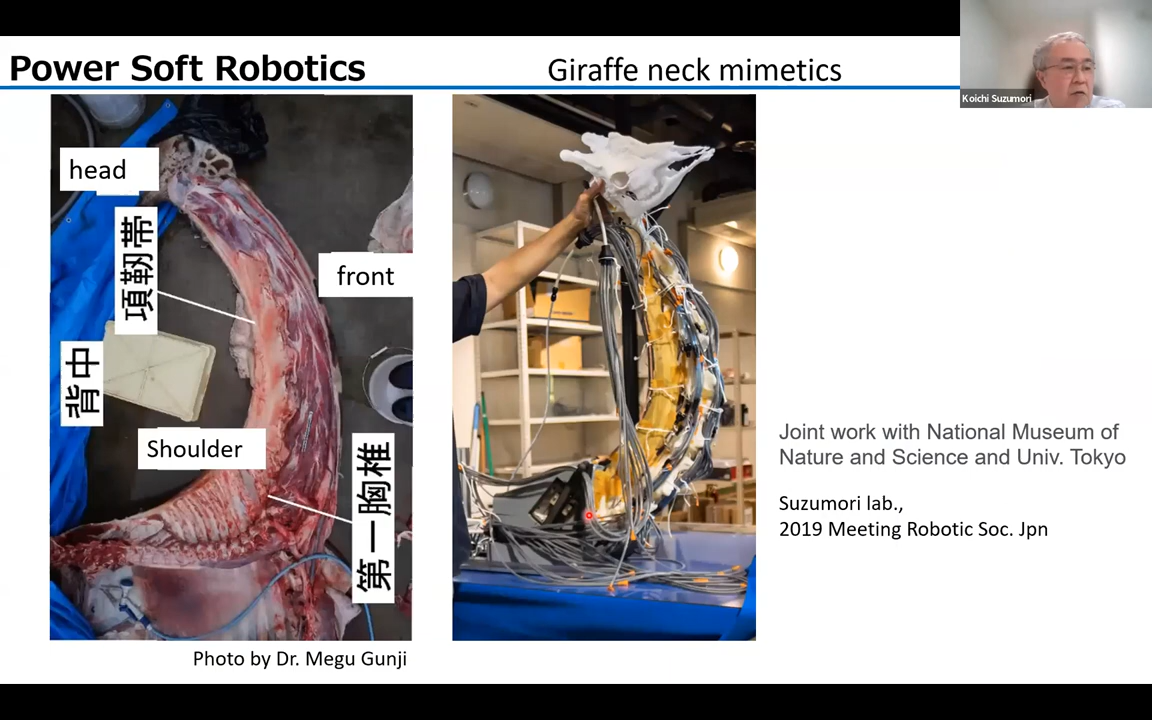 Power Soft Robotics
Giraffe neck mimetics
Koichi Suzumori
head
項靭帯
front
背中
Shoulder
第一胸椎
Joint work with National Museum of
Nature and Science and Univ. Tokyo
Suzumori lab.,
2019 Meeting Robotic Soc. Jpn
Photo by Dr. Megu Gunji